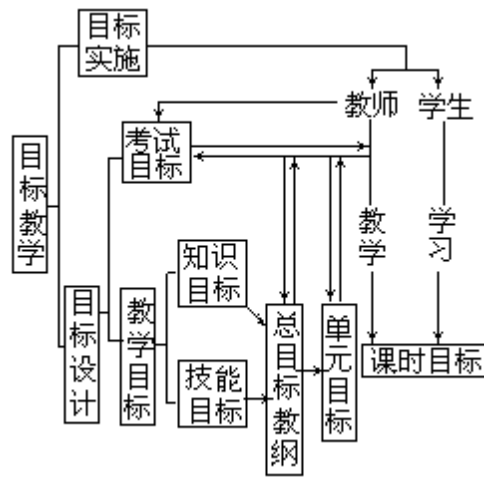 目标
实施
教师
学生
考试
目标
目标教学
教学
学习
知识
目标
目标设计
教学目标
总目标教纲
单元目标
课时目标
技能
目标